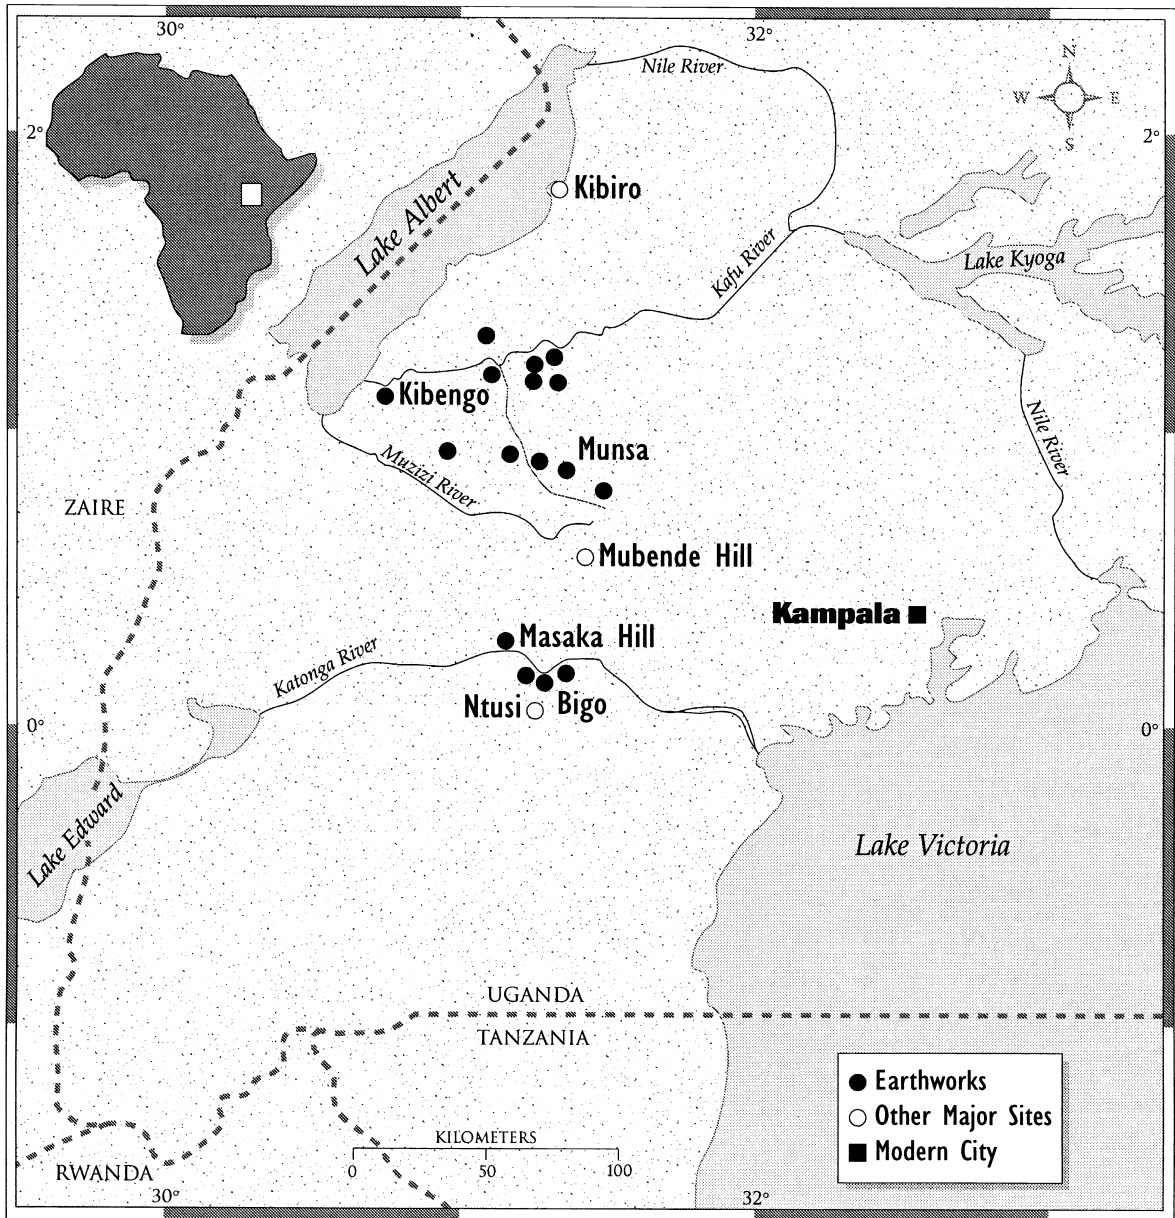 30°
32°
Nile River
N
W
E
S
2°
2°
Lake Albert
Kibiro
Kafu River
Lake Kyoga
Kibengo
Nile River
Munsa
Muzizi River
ZAIRE
Mubende Hill
Kampala
Masaka Hill
Katonga River
Ntusi
Bigo
0°
0°
Lake Edward
Lake Victoria
UGANDA
TANZANIA
Earthworks
Other Major Sites
Modern City
KILOMETERS
0 50 100
RWANDA
30°
32°